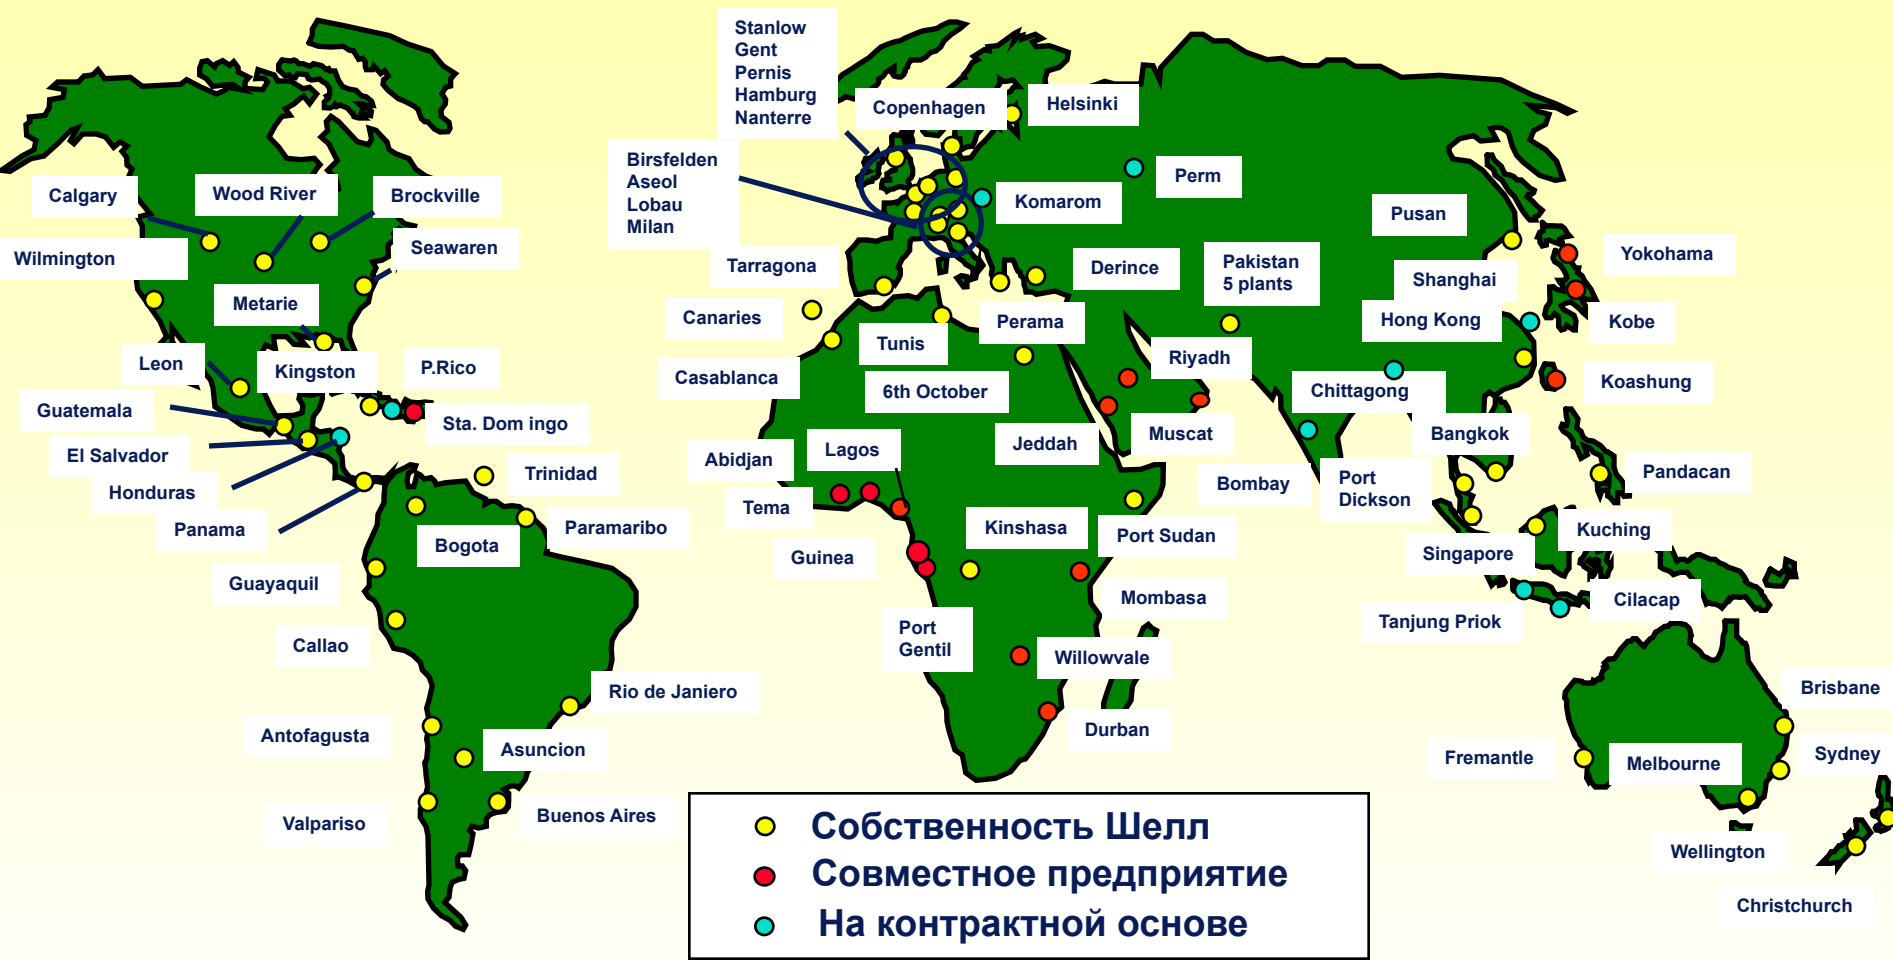 Stanlow
Gent
Pernis
Hamburg
Nanterre
Copenhagen
Helsinki
Birsfelden
Aseol
Lobau
Milan
Komarom
Perm
Calgary
Wood River
Brockville
Seawaren
Wilmington
Metarie
Leon
Kingston
P.Rico
Guatemala
Sta. Dom ingo
El Salvador
Honduras
Panama
Trinidad
Paramaribo
Bogota
Guayaquil
Callao
Rio de Janiero
Antofagusta
Asuncion
Valpariso
Buenos Aires
Tarragona
Canaries
Casablanca
Tunis
Perama
Derince
6th October
Pakistan
5 plants
Riyadh
Jeddah
Muscat
Abidjan
Lagos
Tema
Guinea
Kinshasa
Port Sudan
Mombasa
Port
Gentil
Willowvale
Durban
Pusan
Yokohama
Shanghai
Hong Kong
Kobe
Koashung
Chittagong
Bangkok
Bombay
Port
Dickson
Pandacan
Singapore
Kuching
Tanjung Priok
Cilacap
Brisbane
Fremantle
Melbourne
Sydney
Wellington
Christchurch
Собственность Шелл
Совместное предприятие
На контрактной основе